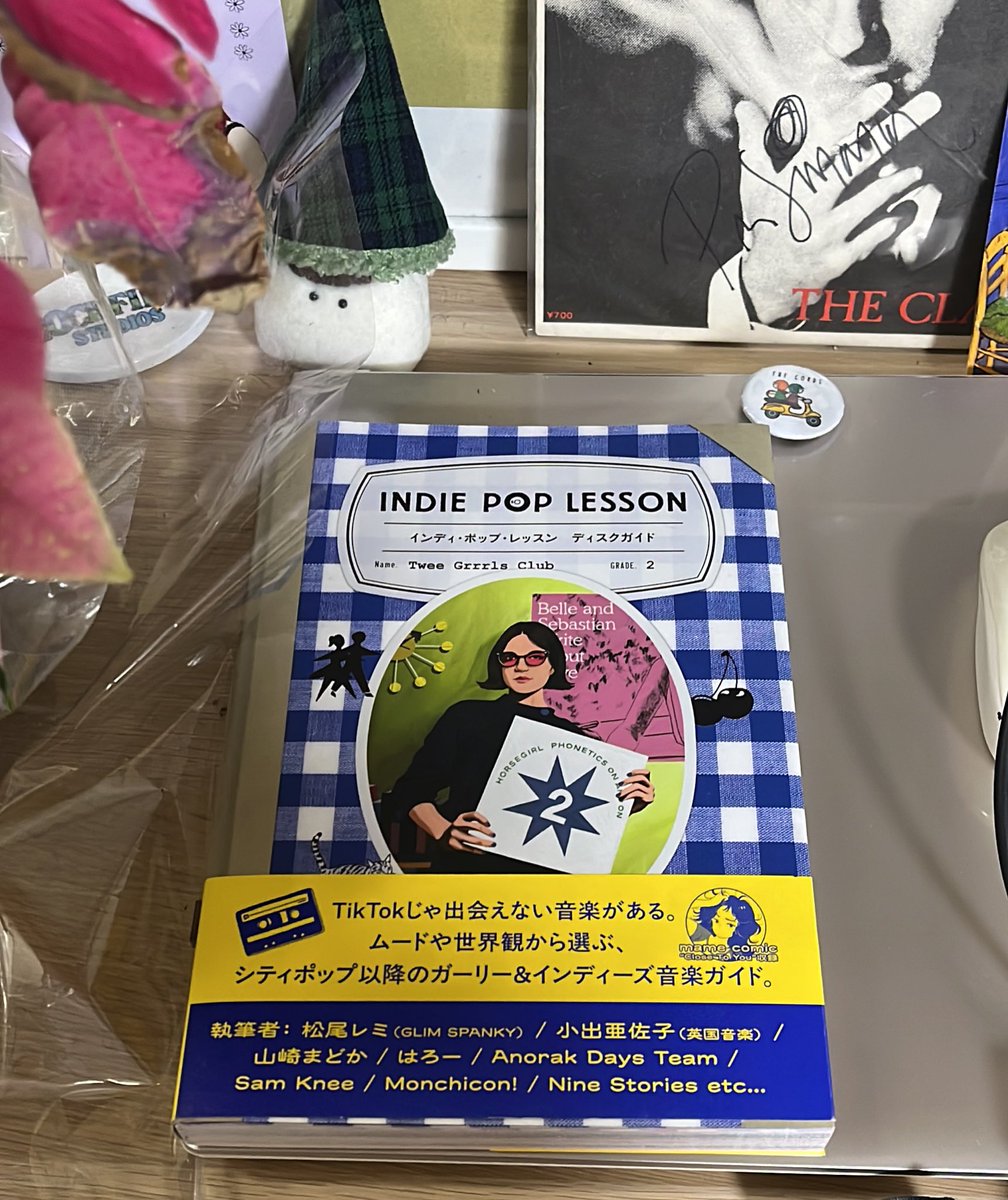 STUDIOS
Paul Simonon
¥700
THE CLA
THE CORDS
INDIE POP LESSON
インディ・ポップ・レッスン ディスクガイド
Name. Twee Grrrls Club GRADE. 2
Belle and
Sebastian
HORSEGIRL PHONETICS ON
2
TikTokじゃ出会えない音楽がある。
ムードや世界観から選ぶ、
シティポップ以降のガーリー&インディーズ音楽ガイド。
mame comic
"Close To You"収録
執筆者: 松尾レミ(GLIM SPANKY) / 小出亜佐子(英国音楽) /
山崎まどか / はろー / Anorak Days Team /
Sam Knee / Monchicon! / Nine Stories etc...